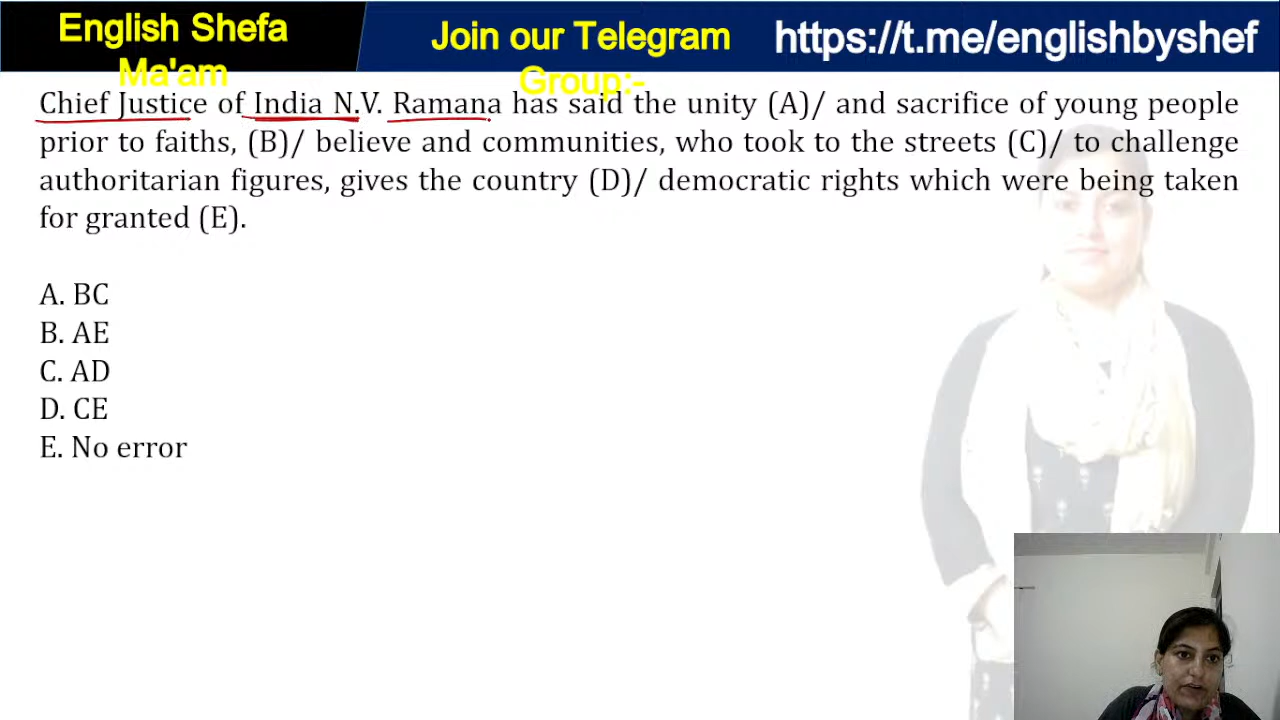 English Shefa
Ma'am
Join our Telegram
Group:-
https://t.me/englishbyshef
Chief Justice of India N.V. Ramana has said the unity (A)/ and sacrifice of young people
prior to faiths, (B)/ believe and communities, who took to the streets (C)/ to challenge
authoritarian figures, gives the country (D)/ democratic rights which were being taken
for granted (E).
A. BC
B. AE
C. AD
D. CE
E. No error